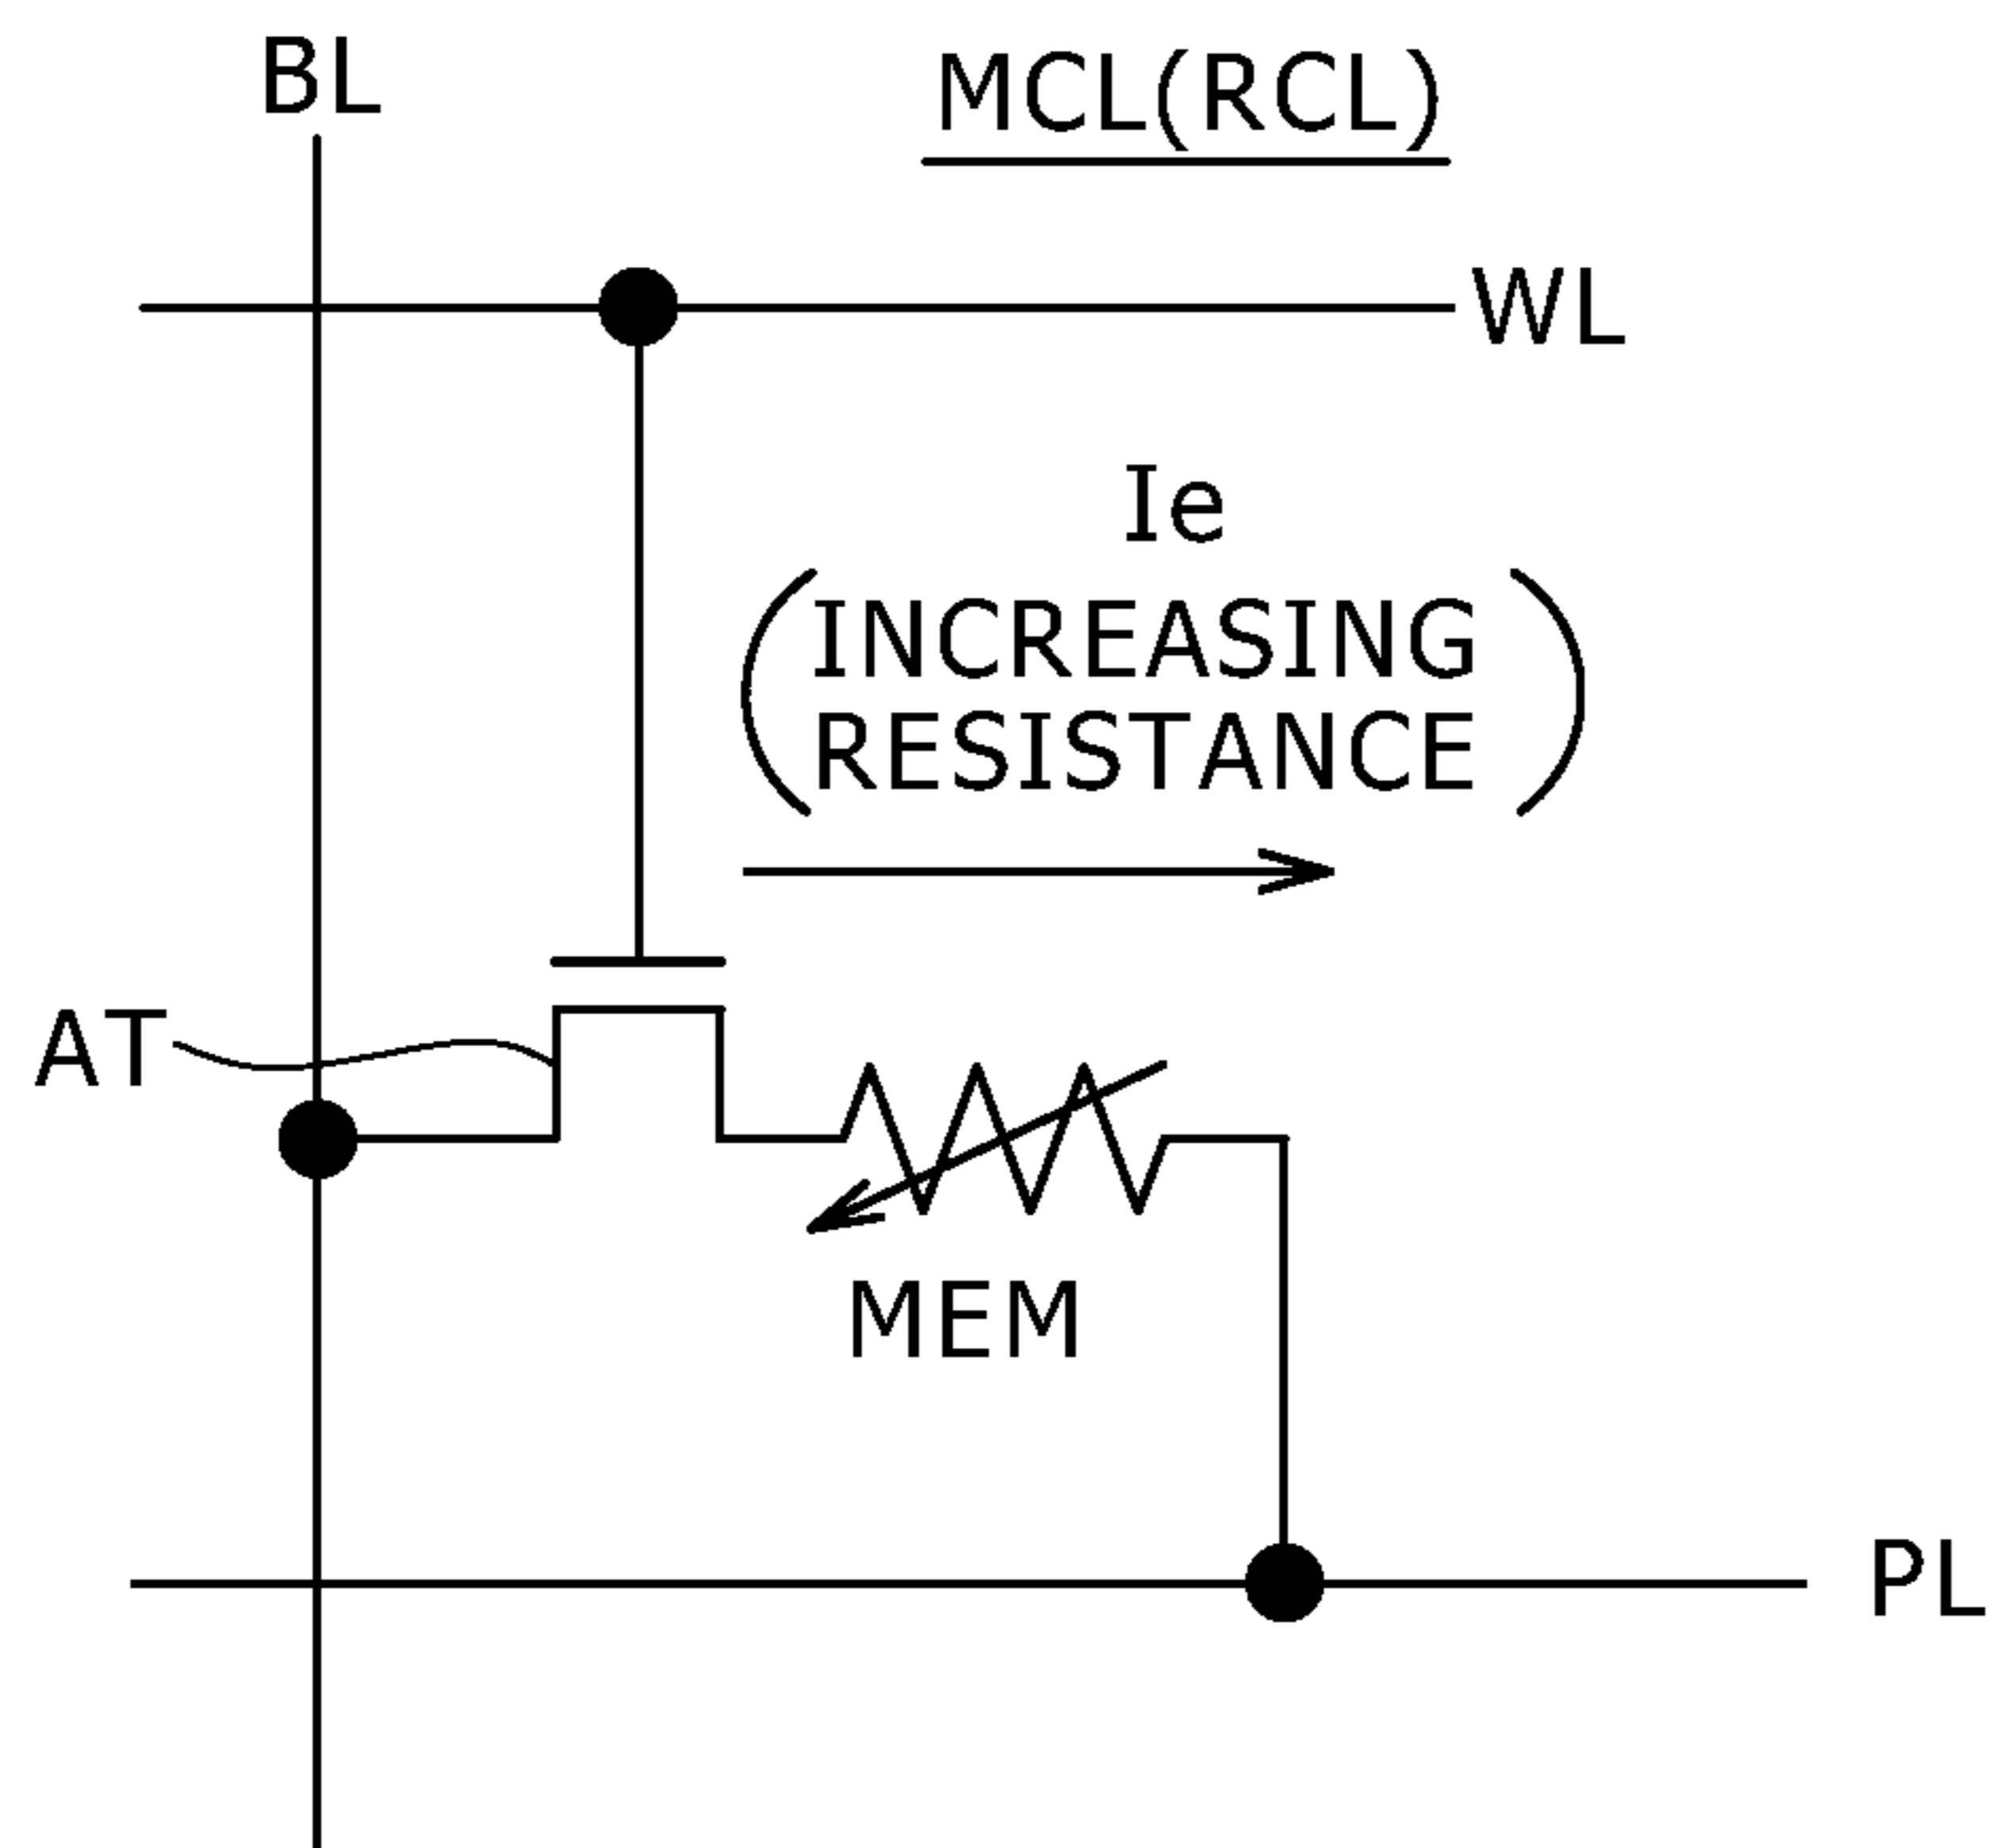 BL
MCL(RCL)
WL
Ie
(INCREASING
RESISTANCE)
AT
MEM
PL